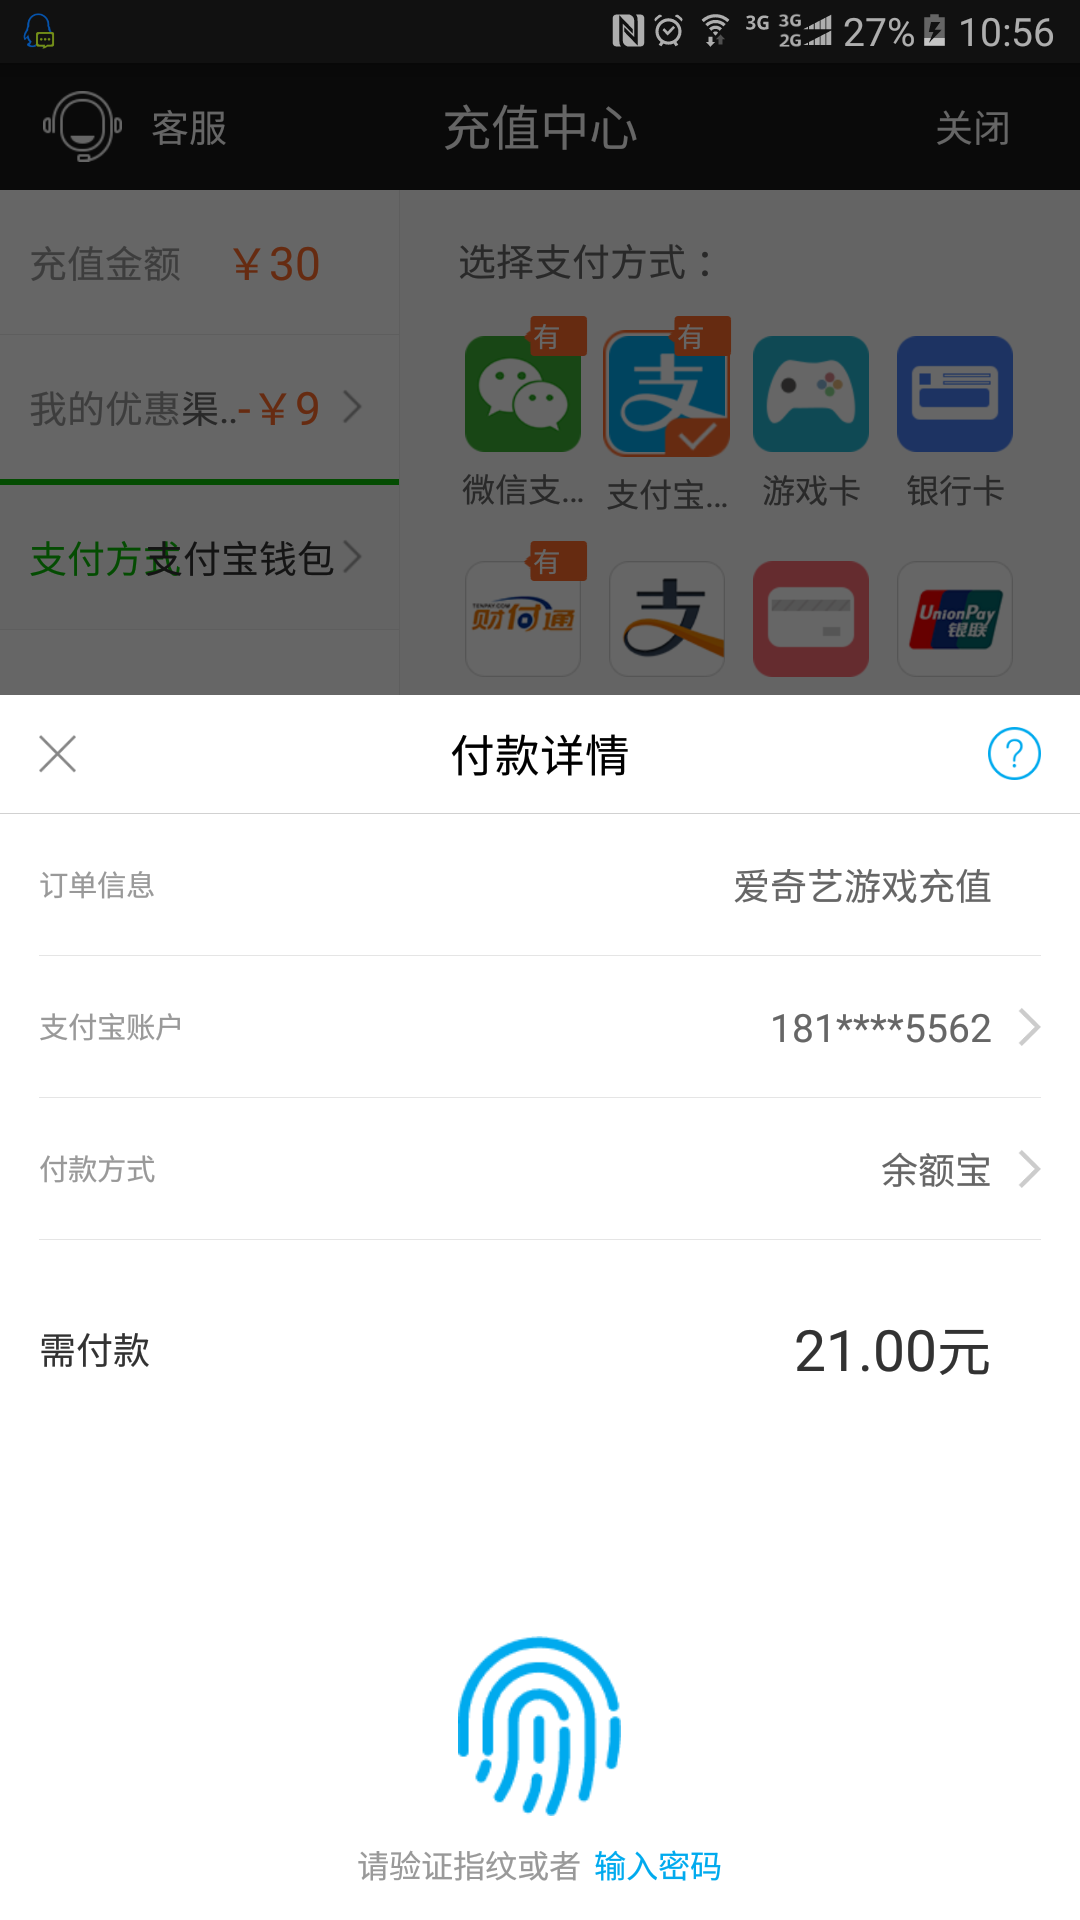 3G 3G 2G 27% 10:56
客服 充值中心 关闭
充值金额 ￥30
选择支付方式：
有 有
我的优惠渠..-￥9
微信支... 支付宝... 游戏卡 银行卡
支付方式 支付宝钱包
有
TENPAY.COM
财付通 支 UnionPay
银联
付款详情 ?
订单信息 爱奇艺游戏充值
支付宝账户 181****5562
付款方式 余额宝
需付款 21.00元
请验证指纹或者 输入密码